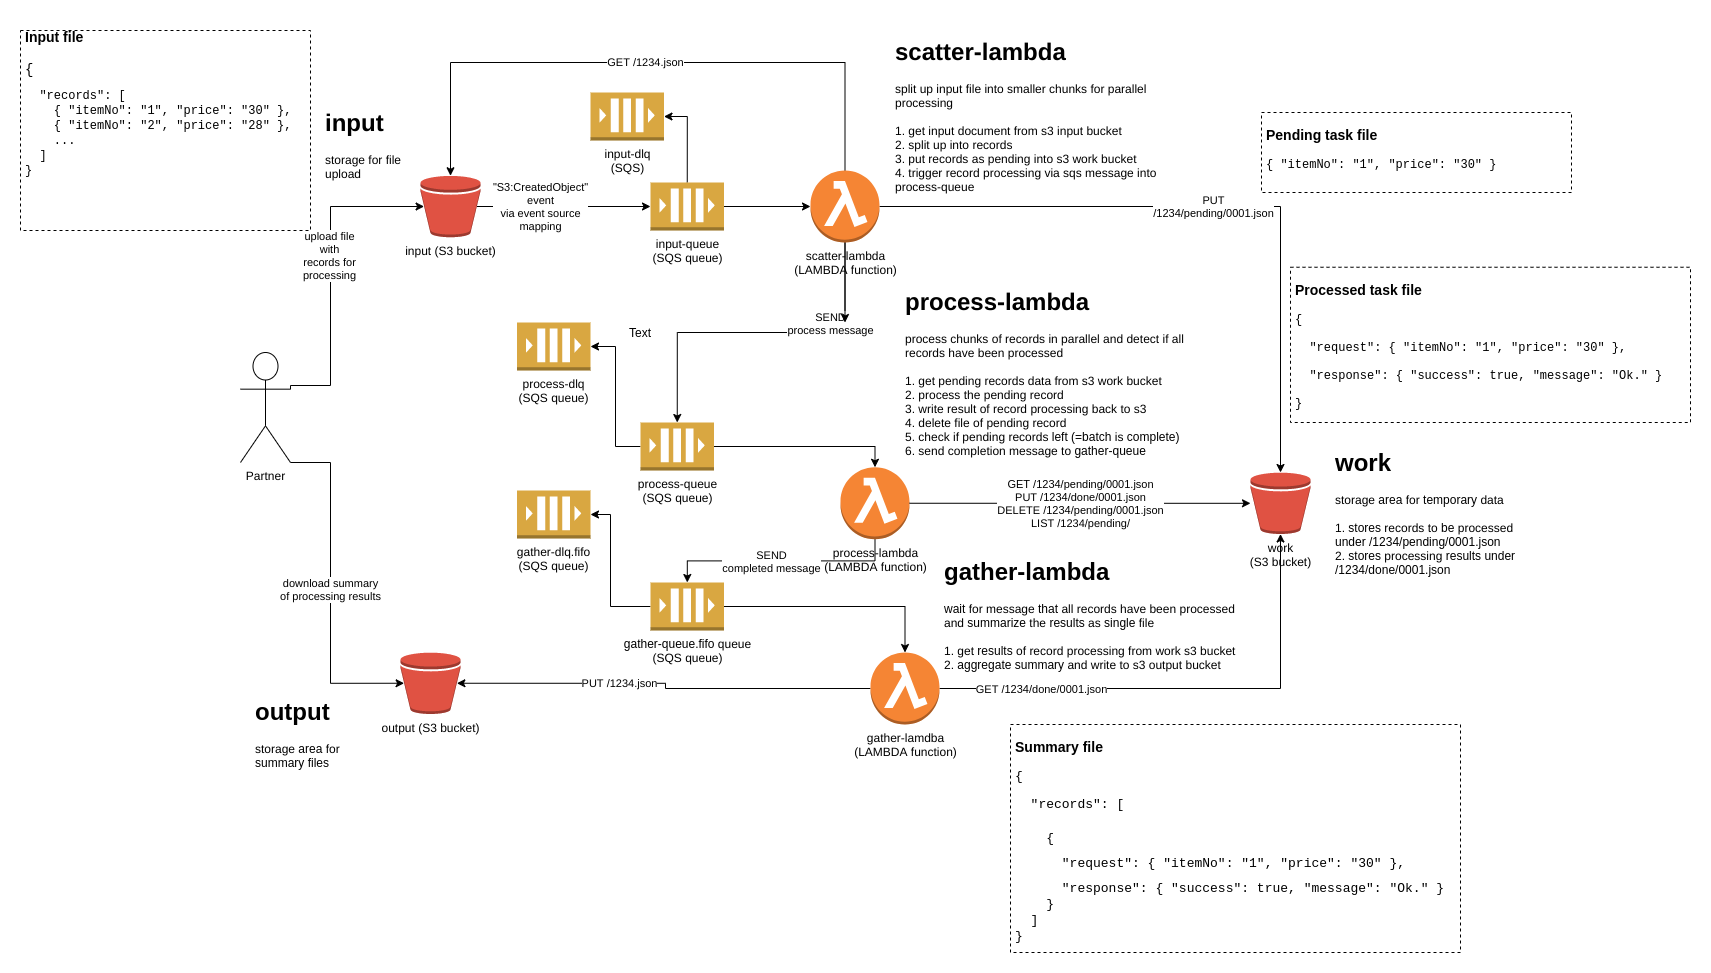 Input file
{
"records": [
{ "itemNo": "1", "price": "30" },
{ "itemNo": "2", "price": "28" },
...
]
}
input
storage for file
upload
input (S3 bucket)
upload file
with
records for
processing
"S3:CreatedObject"
event
via event source
mapping
GET /1234.json
input-dlq
(SQS)
input-queue
(SQS queue)
scatter-lambda
(LAMBDA function)
scatter-lambda
split up input file into smaller chunks for parallel
processing
1. get input document from s3 input bucket
2. split up into records
3. put records as pending into s3 work bucket
4. trigger record processing via sqs message into
process-queue
PUT
/1234/pending/0001.json
Pending task file
{ "itemNo": "1", "price": "30" }
Processed task file
{
"request": { "itemNo": "1", "price": "30" },
"response": { "success": true, "message": "Ok." }
}
SEND
process message
Text
process-dlq
(SQS queue)
process-queue
(SQS queue)
process-lambda
process chunks of records in parallel and detect if all
records have been processed
1. get pending records data from s3 work bucket
2. process the pending record
3. write result of record processing back to s3
4. delete file of pending record
5. check if pending records left (=batch is complete)
6. send completion message to gather-queue
process-lambda
(LAMBDA function)
GET /1234/pending/0001.json
PUT /1234/done/0001.json
DELETE /1234/pending/0001.json
LIST /1234/pending/
work
(S3 bucket)
work
storage area for temporary data
1. stores records to be processed
under /1234/pending/0001.json
2. stores processing results under
/1234/done/0001.json
Partner
gather-dlq.fifo
(SQS queue)
SEND
completed message
gather-queue.fifo queue
(SQS queue)
gather-lambda
wait for message that all records have been processed
and summarize the results as single file
1. get results of record processing from work s3 bucket
2. aggregate summary and write to s3 output bucket
download summary
of processing results
output (S3 bucket)
output
storage area for
summary files
PUT /1234.json
gather-lamdba
(LAMBDA function)
GET /1234/done/0001.json
Summary file
{
"records": [
{
"request": { "itemNo": "1", "price": "30" },
"response": { "success": true, "message": "Ok." }
}
]
}